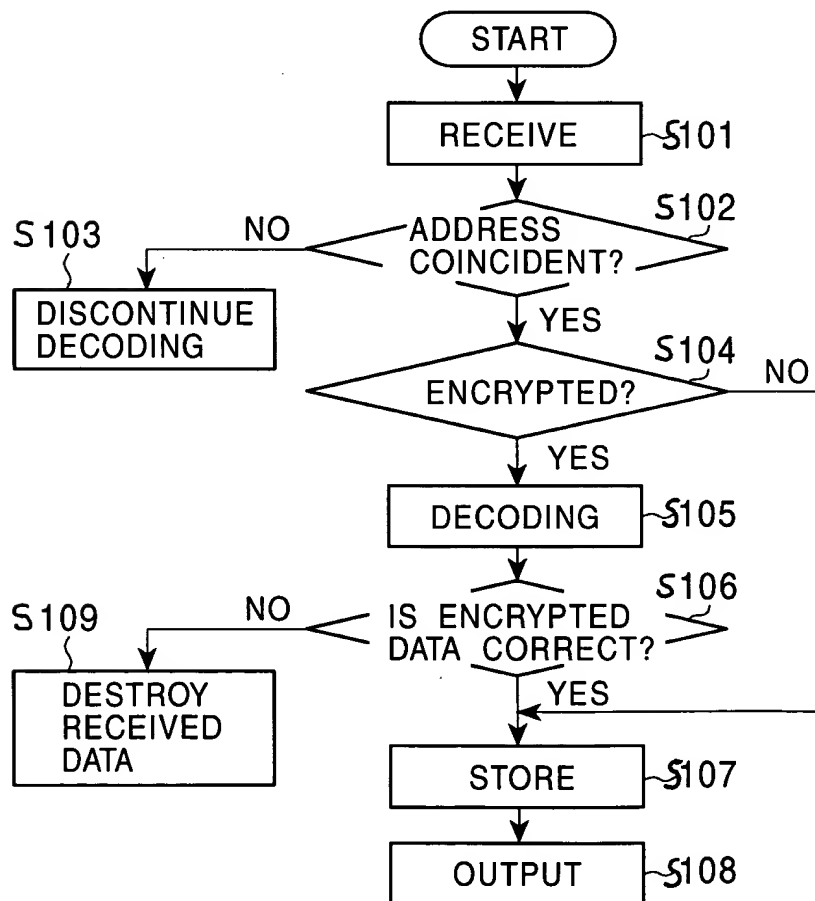 START
RECEIVE
S101
ADDRESS
COINCIDENT?
S102
NO
S103
DISCONTINUE
DECODING
YES
ENCRYPTED?
S104
NO
YES
DECODING
S105
IS ENCRYPTED
DATA CORRECT?
S106
NO
S109
DESTROY
RECEIVED
DATA
YES
STORE
S107
OUTPUT
S108